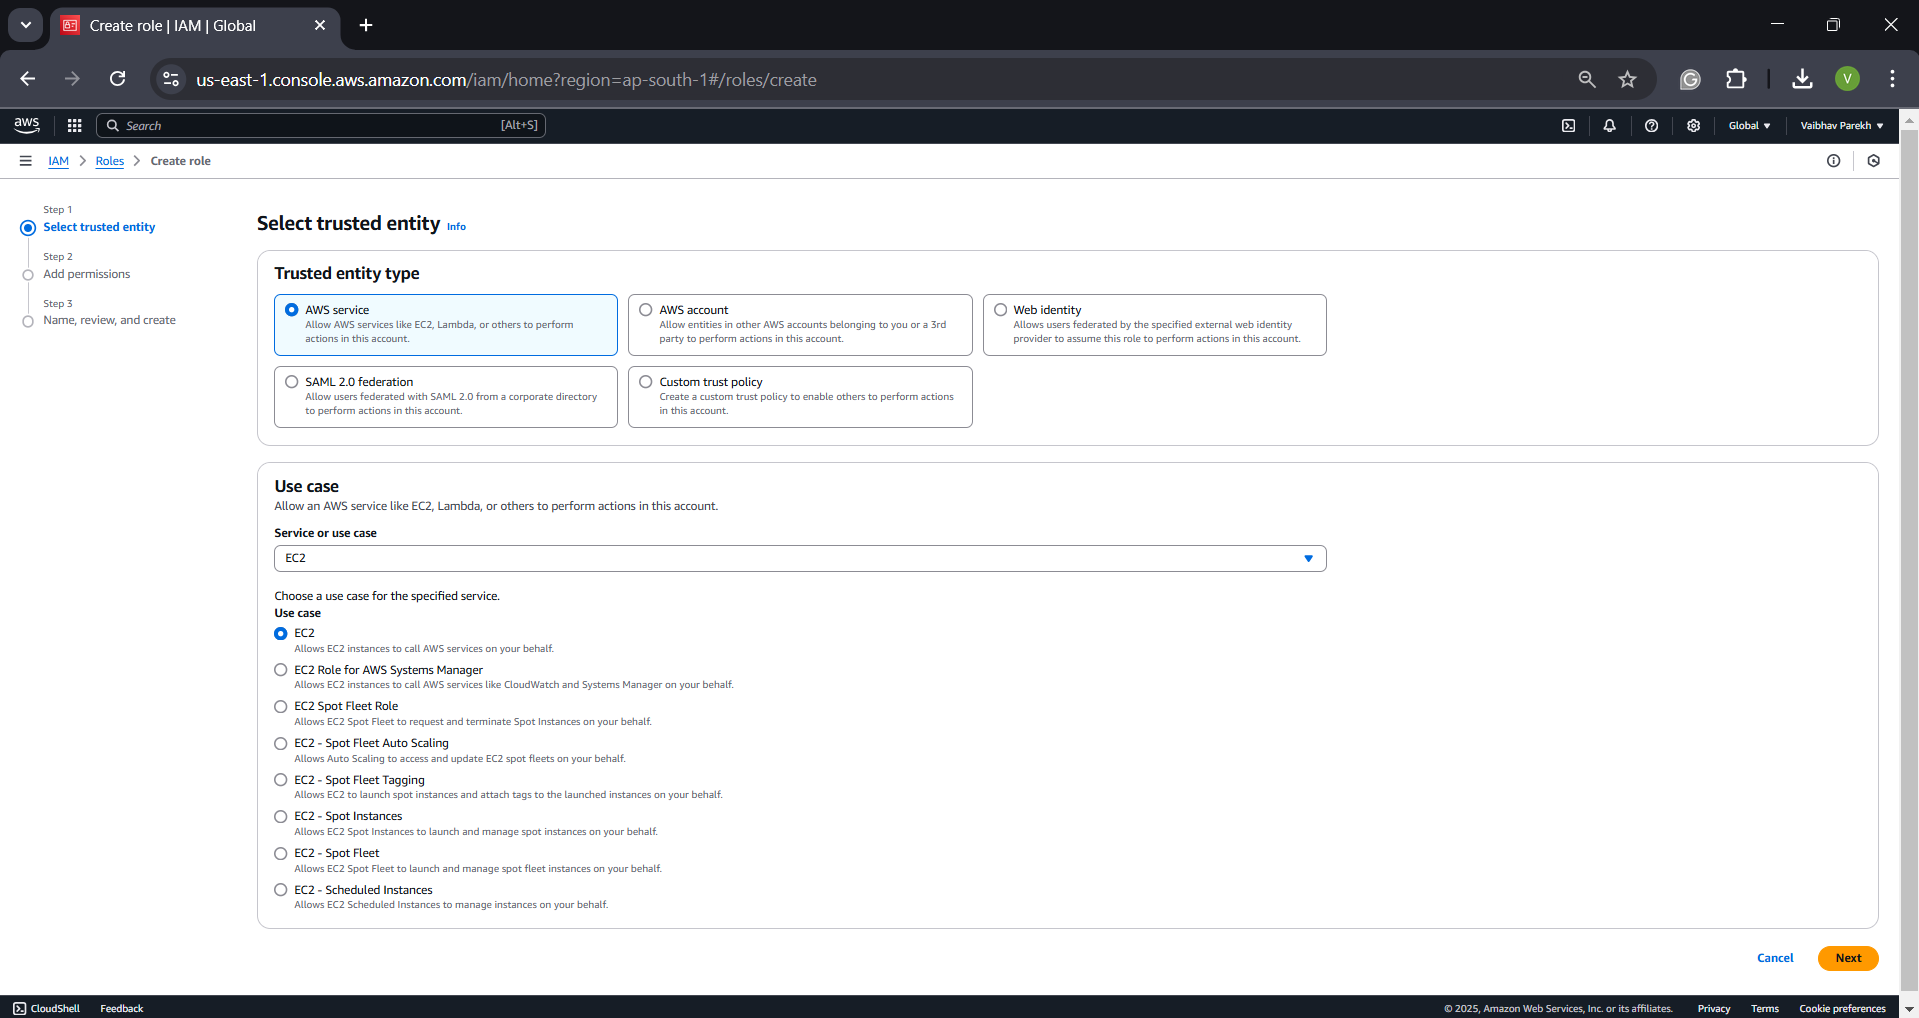 Create role | IAM | Global
us-east-1.console.aws.amazon.com/iam/home?region=ap-south-1#/roles/create
V
aws
Search
[Alt+S]
Global
Vaibhav Parekh
IAM
Roles
Create role
Step 1
Select trusted entity
Step 2
Add permissions
Step 3
Name, review, and create
Select trusted entity Info
Trusted entity type
AWS service
Allow AWS services like EC2, Lambda, or others to perform
actions in this account.
AWS account
Allow entities in other AWS accounts belonging to you or a 3rd
party to perform actions in this account.
Web identity
Allows users federated by the specified external web identity
provider to assume this role to perform actions in this account.
SAML 2.0 federation
Allow users federated with SAML 2.0 from a corporate directory
to perform actions in this account.
Custom trust policy
Create a custom trust policy to enable others to perform actions
in this account.
Use case
Allow an AWS service like EC2, Lambda, or others to perform actions in this account.
Service or use case
EC2
Choose a use case for the specified service.
Use case
EC2
Allows EC2 instances to call AWS services on your behalf.
EC2 Role for AWS Systems Manager
Allows EC2 instances to call AWS services like CloudWatch and Systems Manager on your behalf.
EC2 Spot Fleet Role
Allows EC2 Spot Fleet to request and terminate Spot Instances on your behalf.
EC2 - Spot Fleet Auto Scaling
Allows Auto Scaling to access and update EC2 spot fleets on your behalf.
EC2 - Spot Fleet Tagging
Allows EC2 to launch spot instances and attach tags to the launched instances on your behalf.
EC2 - Spot Instances
Allows EC2 Spot Instances to launch and manage spot instances on your behalf.
EC2 - Spot Fleet
Allows EC2 Spot Fleet to launch and manage spot fleet instances on your behalf.
EC2 - Scheduled Instances
Allows EC2 Scheduled Instances to manage instances on your behalf.
Cancel
Next
CloudShell
Feedback
© 2025, Amazon Web Services, Inc. or its affiliates.
Privacy
Terms
Cookie preferences